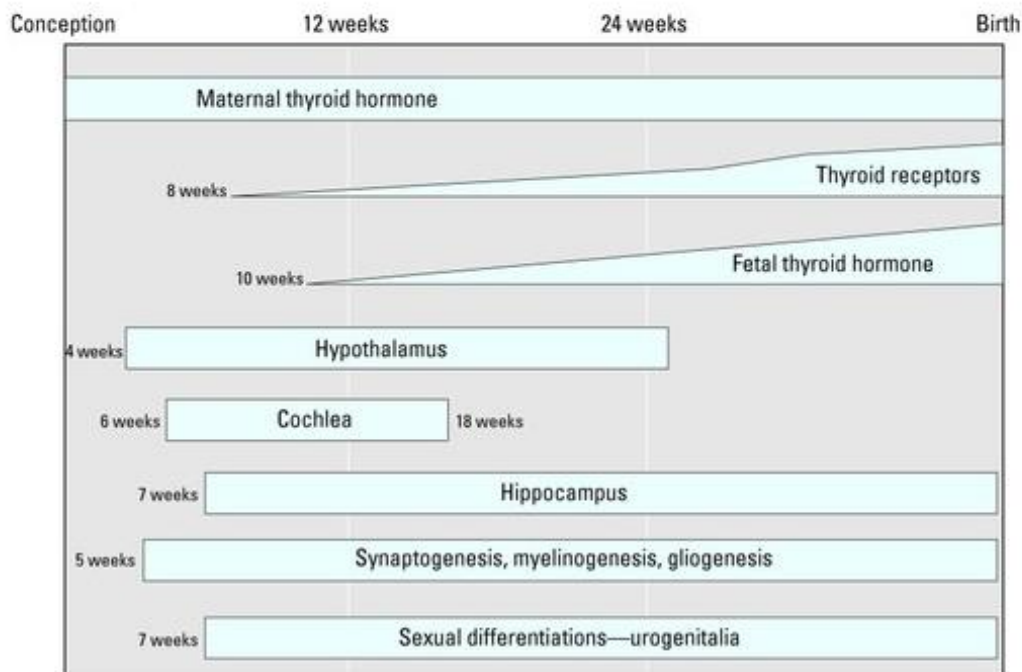 Conception 12 weeks 24 weeks Birth
Maternal thyroid hormone
8 weeks Thyroid receptors
10 weeks Fetal thyroid hormone
4 weeks Hypothalamus
6 weeks Cochlea 18 weeks
7 weeks Hippocampus
5 weeks Synaptogenesis, myelinogenesis, gliogenesis
7 weeks Sexual differentiations—urogenitalia